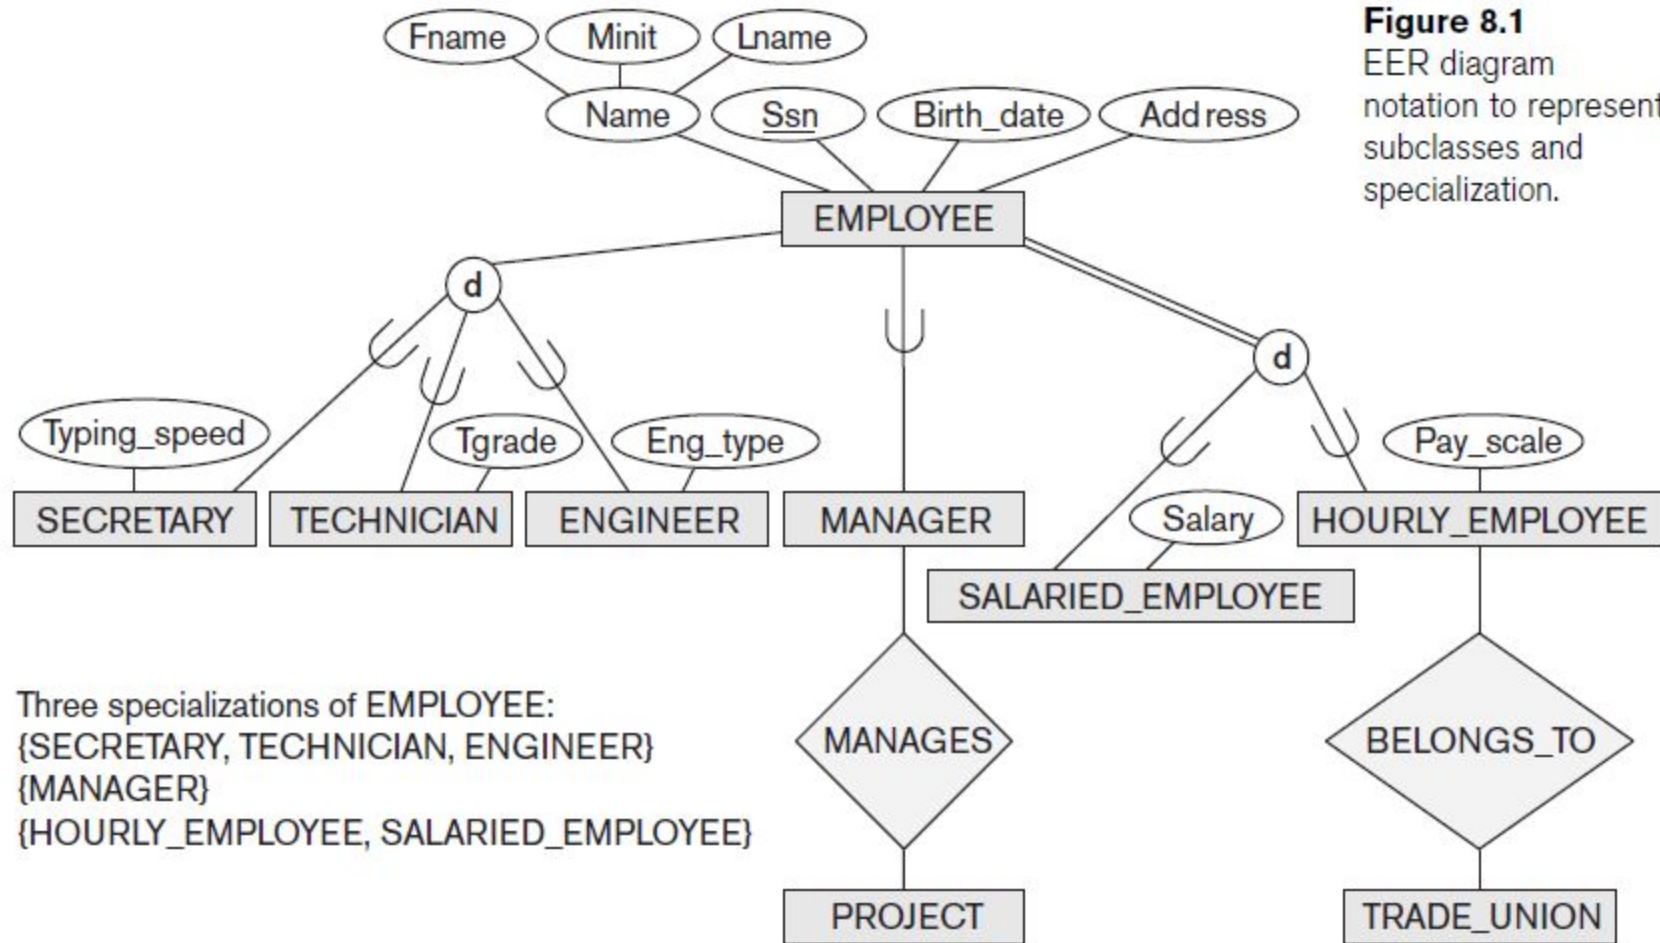 Figure 8.1
EER diagram
notation to represent
subclasses and
specialization.
Fname
Minit
Lname
Name
Ssn
Birth_date
Address
EMPLOYEE
d
d
Typing_speed
Tgrade
Eng_type
Pay_scale
Salary
SECRETARY
TECHNICIAN
ENGINEER
MANAGER
HOURLY_EMPLOYEE
SALARIED_EMPLOYEE
Three specializations of EMPLOYEE:
{SECRETARY, TECHNICIAN, ENGINEER}
{MANAGER}
{HOURLY_EMPLOYEE, SALARIED_EMPLOYEE}
MANAGES
BELONGS_TO
PROJECT
TRADE_UNION